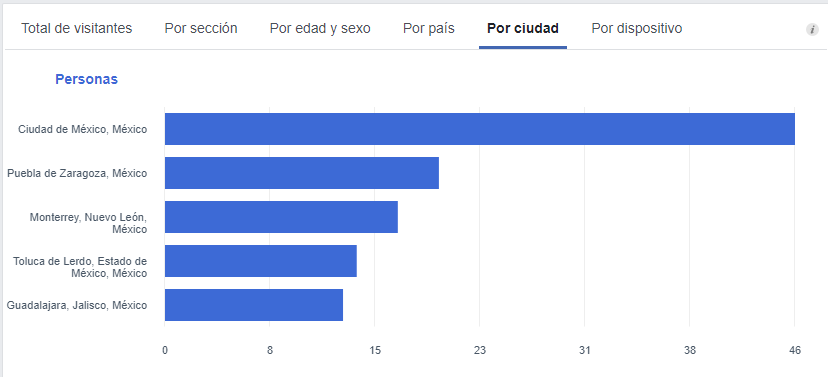 Total de visitantes Por sección Por edad y sexo Por país Por ciudad Por dispositivo i
Personas
Ciudad de México, México
Puebla de Zaragoza, México
Monterrey, Nuevo León,
México
Toluca de Lerdo, Estado de
México, México
Guadalajara, Jalisco, México
0 8 15 23 31 38 46